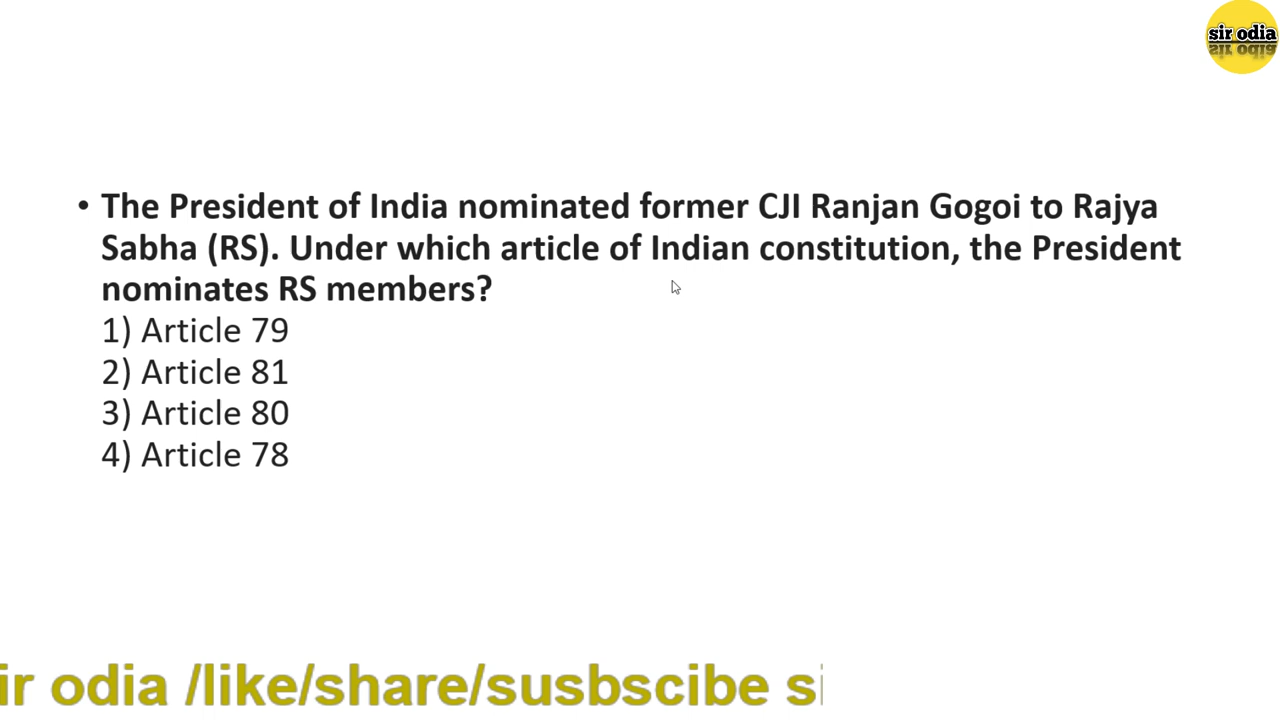 sir odia
• The President of India nominated former CJI Ranjan Gogoi to Rajya
Sabha (RS). Under which article of Indian constitution, the President
nominates RS members?
1) Article 79
2) Article 81
3) Article 80
4) Article 78
ir odia /like/share/susbscibe si